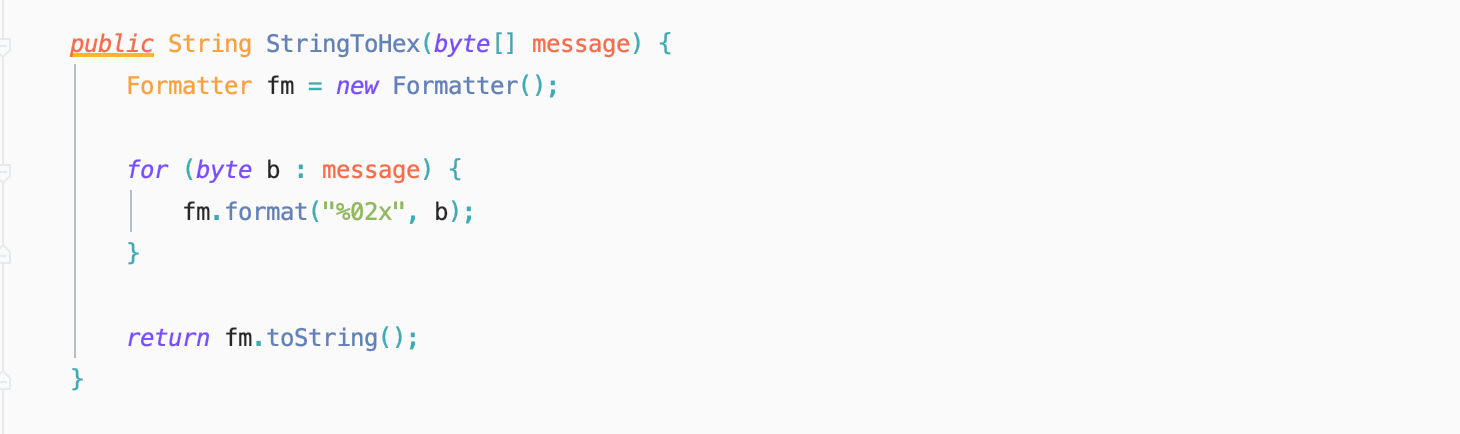 public String StringToHex(byte[] message) {
    Formatter fm = new Formatter();
    for (byte b : message) {
        fm.format("%02x", b);
    }
    return fm.toString();
}